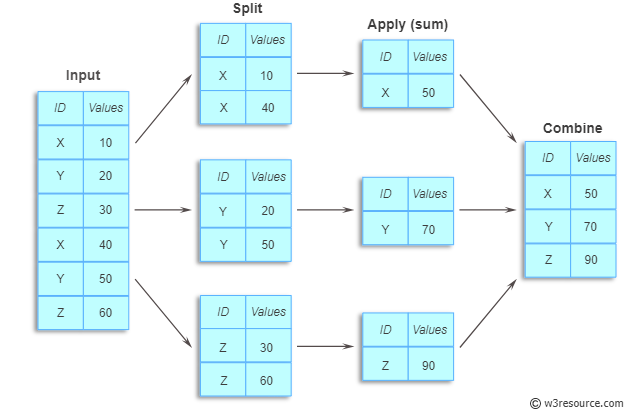 Input
ID Values
X 10
Y 20
Z 30
X 40
Y 50
Z 60
Split
ID Values
X 10
X 40
ID Values
Y 20
Y 50
ID Values
Z 30
Z 60
Apply (sum)
ID Values
X 50
ID Values
Y 70
ID Values
Z 90
Combine
ID Values
X 50
Y 70
Z 90
© w3resource.com